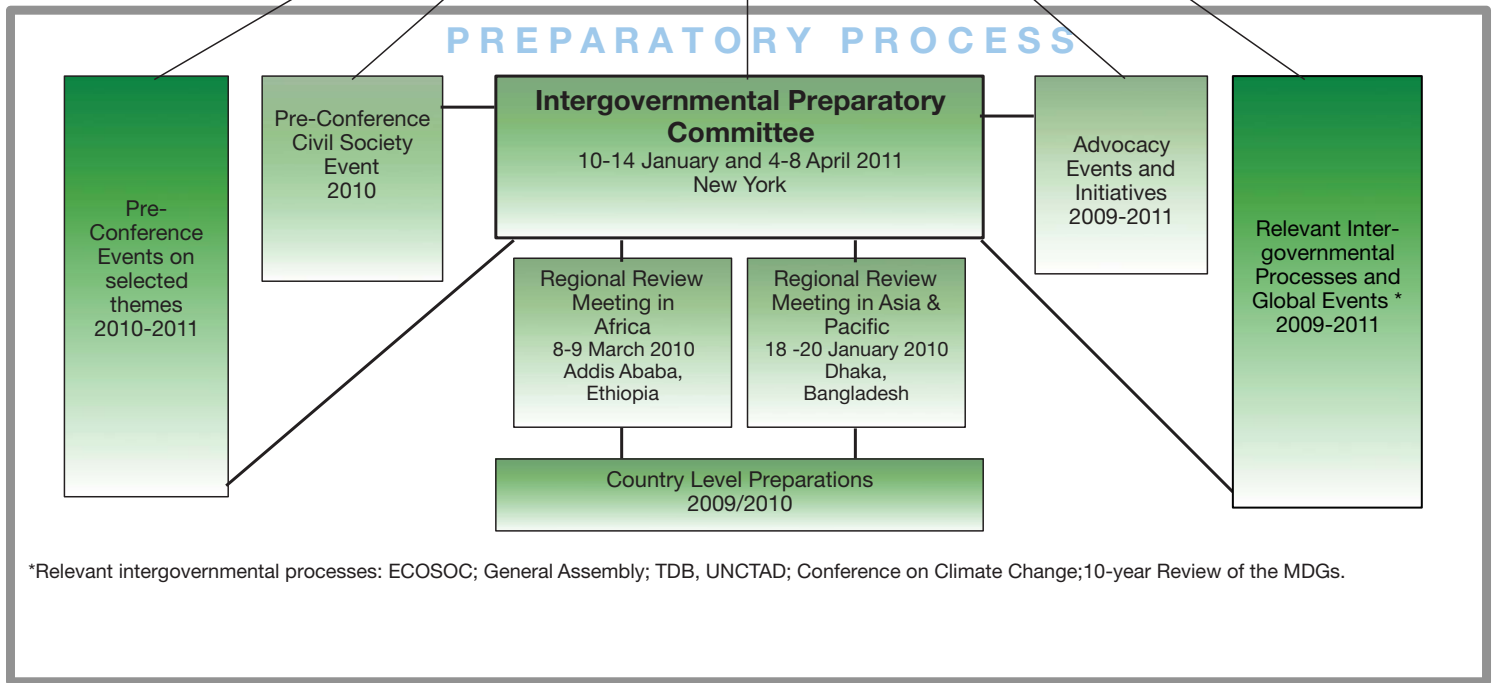 PREPARATORY PROCESS
Pre-
Conference
Events on
selected
themes
2010-2011
Pre-Conference
Civil Society
Event
2010
Intergovernmental Preparatory
Committee
10-14 January and 4-8 April 2011
New York
Advocacy
Events and
Initiatives
2009-2011
Relevant Inter-
governmental
Processes and
Global Events *
2009-2011
Regional Review
Meeting in
Africa
8-9 March 2010
Addis Ababa,
Ethiopia
Regional Review
Meeting in Asia &
Pacific
18 -20 January 2010
Dhaka,
Bangladesh
Country Level Preparations
2009/2010
*Relevant intergovernmental processes: ECOSOC; General Assembly; TDB, UNCTAD; Conference on Climate Change;10-year Review of the MDGs.